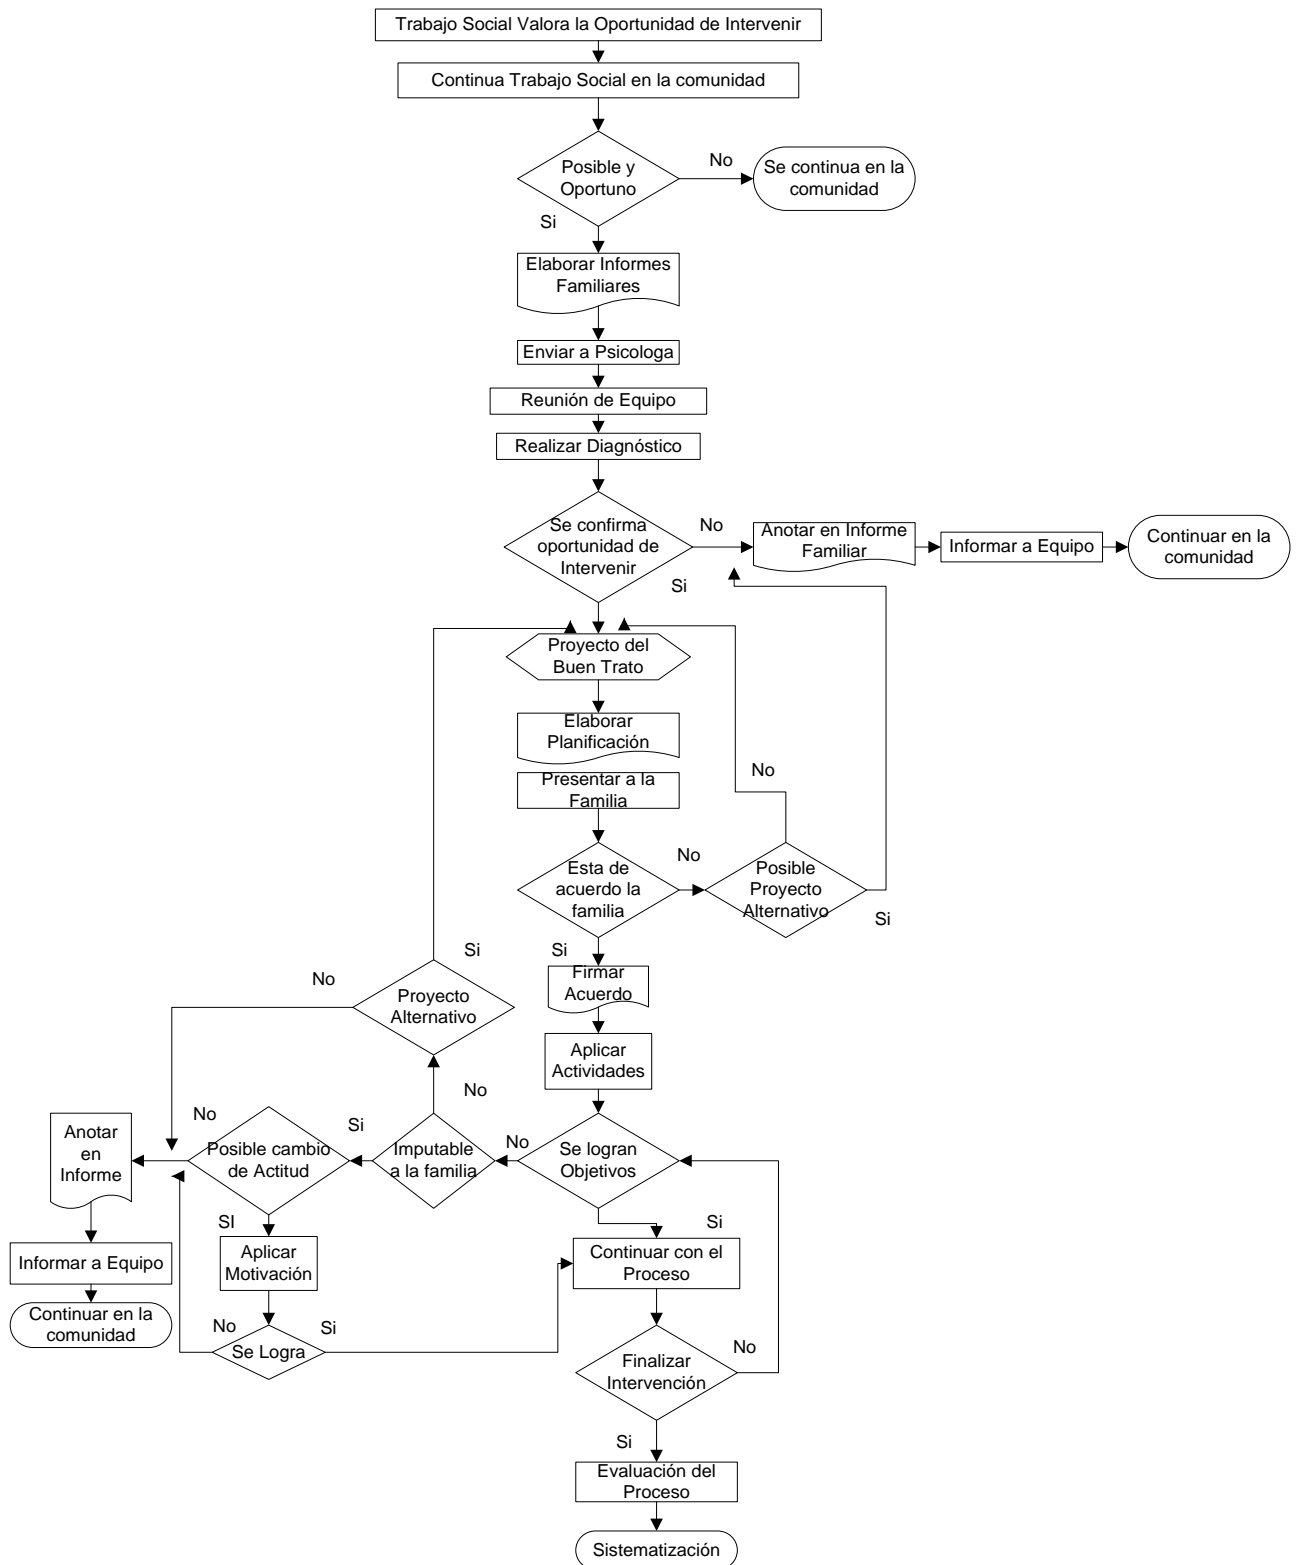 Trabajo Social Valora la Oportunidad de Intervenir
Continua Trabajo Social en la comunidad
Posible y
Oportuno
No
Se continua en la
comunidad
Si
Elaborar Informes
Familiares
Enviar a Psicologa
Reunión de Equipo
Realizar Diagnóstico
Se confirma
oportunidad de
Intervenir
No
Anotar en Informe
Familiar
Informar a Equipo
Continuar en la
comunidad
Si
Proyecto del
Buen Trato
Elaborar
Planificación
Presentar a la
Familia
No
Esta de
acuerdo la
familia
No
Posible
Proyecto
Alternativo
Si
Si
Firmar
Acuerdo
Si
No
Proyecto
Alternativo
Aplicar
Actividades
No
Se logran
Objetivos
No
Imputable
a la familia
Si
Posible cambio
de Actitud
No
Anotar
en
Informe
Informar a Equipo
Continuar en la
comunidad
SI
Aplicar
Motivación
No
Si
Se Logra
Si
Continuar con el
Proceso
Finalizar
Intervención
No
Si
Evaluación del
Proceso
Sistematización